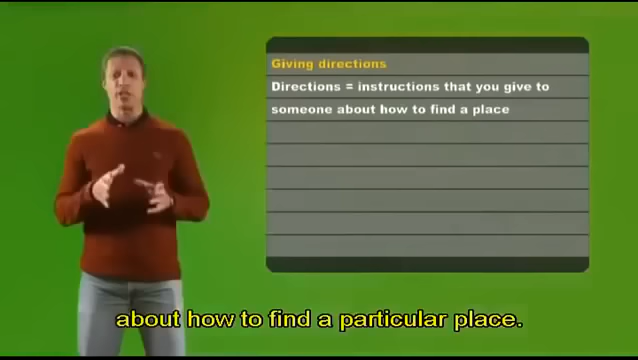 Giving directions
Directions = instructions that you give to
someone about how to find a place
about how to find a particular place.